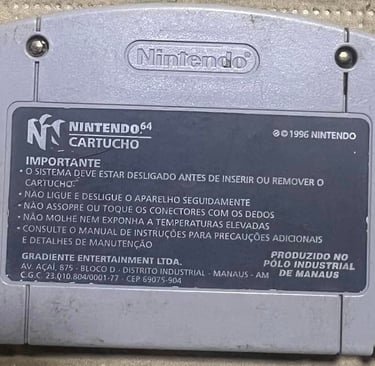 Nintendo
NINTENDO 64
CARTUCHO
®©1996 NINTENDO
IMPORTANTE
• O SISTEMA DEVE ESTAR DESLIGADO ANTES DE INSERIR OU REMOVER O
CARTUCHO.
• NÃO LIGUE E DESLIGUE O APARELHO SEGUIDAMENTE
• NÃO ASSOPRE OU TOQUE OS CONECTORES COM OS DEDOS
• NÃO MOLHE NEM EXPONHA A TEMPERATURAS ELEVADAS
• CONSULTE O MANUAL DE INSTRUÇÕES PARA PRECAUÇÕES ADICIONAIS
E DETALHES DE MANUTENÇÃO
GRADIENTE ENTERTAINMENT LTDA.
AV. AÇAÍ, 875 - BLOCO D - DISTRITO INDUSTRIAL - MANAUS - AM
C.G.C. 23.010.804/0001-77 - CEP 69075-904
PRODUZIDO NO
PÓLO INDUSTRIAL
DE MANAUS